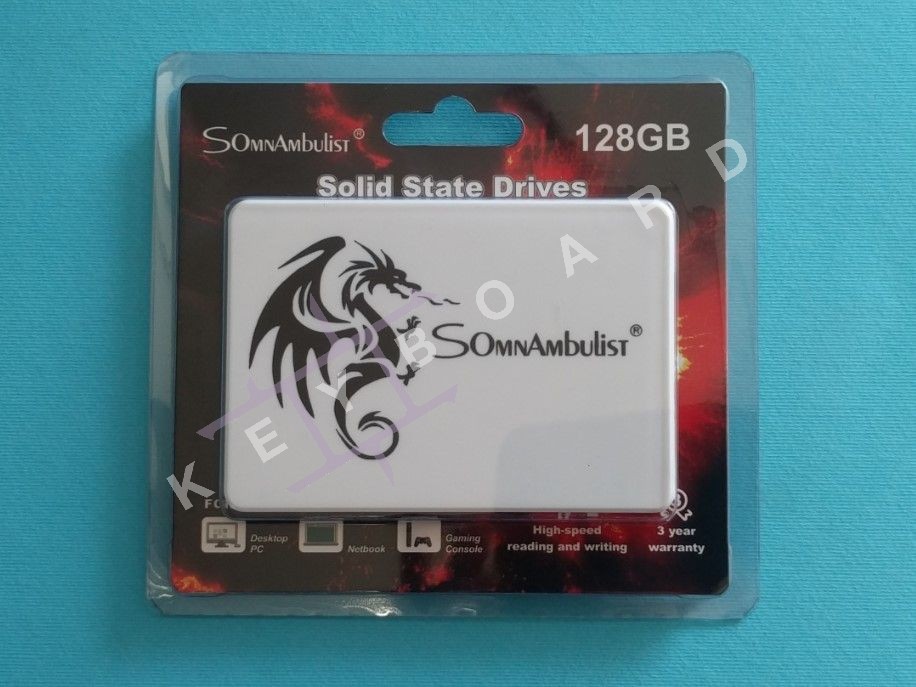 SOMNAMBULIST®
128GB
Solid State Drives
SOMNAMBULIST®
KEYBOARD
Desktop
PC
Netbook
Gaming
Console
High-speed
reading and writing
3 year
warranty